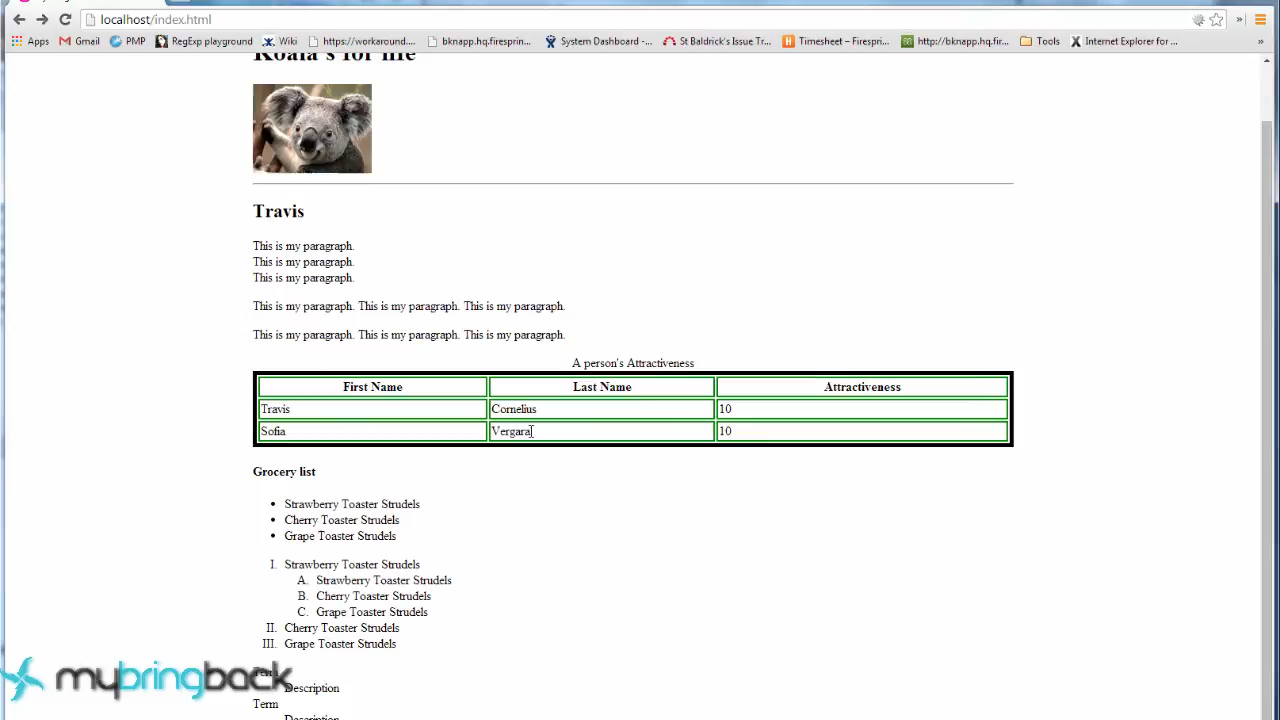 localhost/index.html
Apps Gmail PMP RegExp playground Wiki https://workaround.... bknapp.hq.firesprin... System Dashboard -... St Baldrick's Issue Tr... Timesheet – Firespri... http://bknapp.hq.fir... Tools Internet Explorer for ... »
Koala's for life
Travis
This is my paragraph.
This is my paragraph.
This is my paragraph.
This is my paragraph. This is my paragraph. This is my paragraph.
This is my paragraph. This is my paragraph. This is my paragraph.
A person's Attractiveness
First Name Last Name Attractiveness
Travis Cornelius 10
Sofia Vergara 10
Grocery list
• Strawberry Toaster Strudels
• Cherry Toaster Strudels
• Grape Toaster Strudels
I. Strawberry Toaster Strudels
A. Strawberry Toaster Strudels
B. Cherry Toaster Strudels
C. Grape Toaster Strudels
II. Cherry Toaster Strudels
III. Grape Toaster Strudels
Term
mybringback
Description
Term
Description